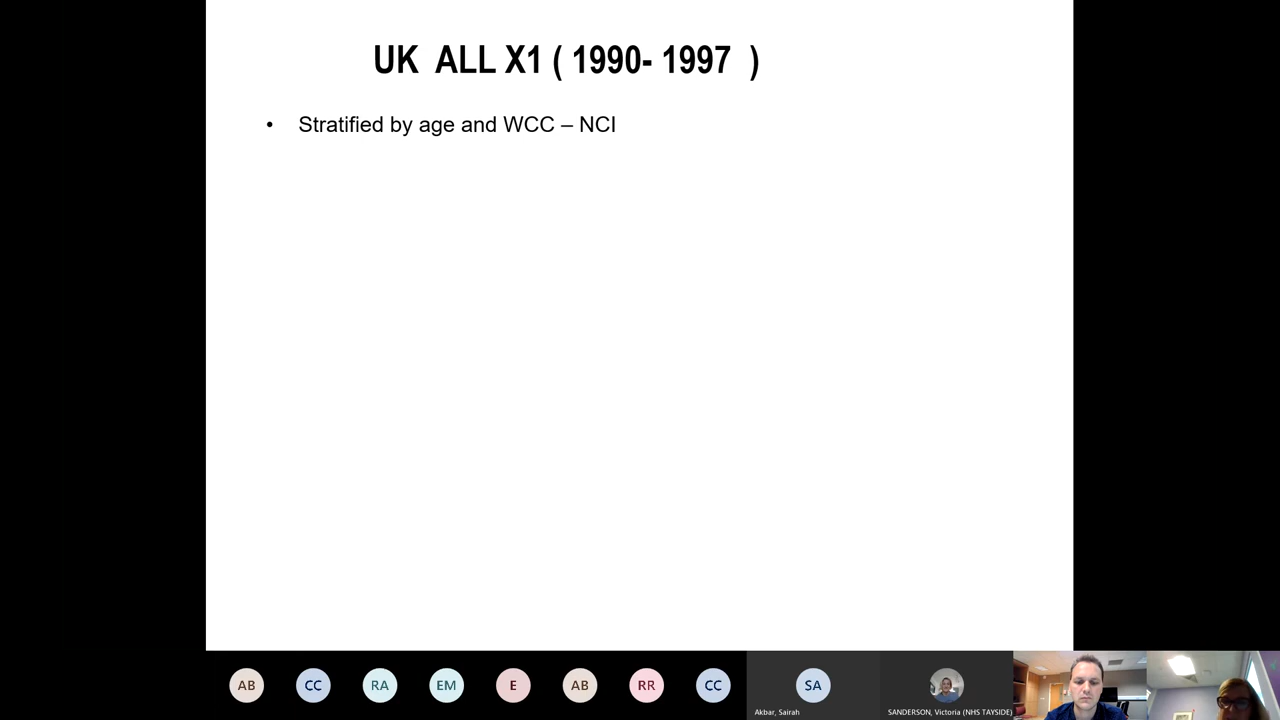 UK ALL X1 ( 1990- 1997 )
• Stratified by age and WCC – NCI
AB CC RA EM E AB RR CC SA
Akbar, Sairah
SANDERSON, Victoria (NHS TAYSIDE)